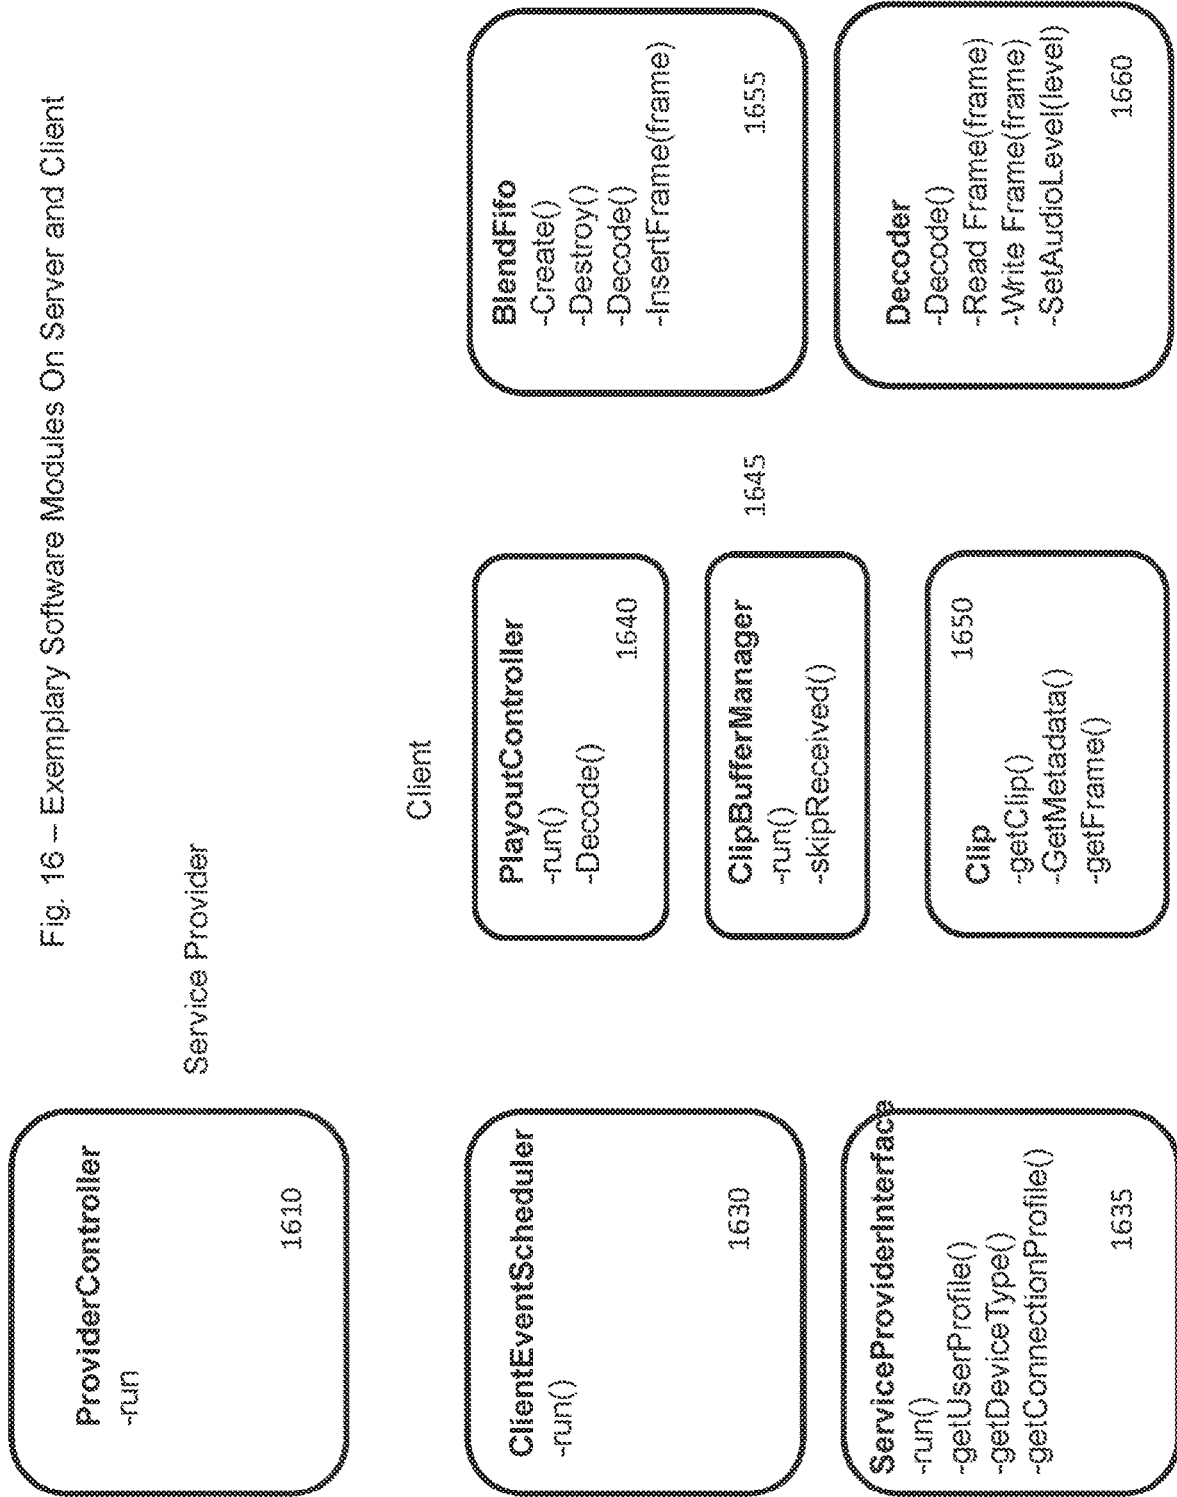 Fig. 16 – Exemplary Software Modules On Server and Client
Service Provider
ProviderController
-run
1610
Client
ClientEventScheduler
-run()
1630
PlayoutController
-run()
-Decode()
1640
BlendFifo
-Create()
-Destroy()
-Decode()
-InsertFrame(frame)
1655
ClipBufferManager
-run()
-skipReceived()
1645
ServiceProviderInterface
-run()
-getUserProfile()
-getDeviceType()
-getConnectionProfile()
1635
Clip
-getClip()
-GetMetadata()
-getFrame()
1650
Decoder
-Decode()
-Read Frame(frame)
-Write Frame(frame)
-SetAudioLevel(level)
1660